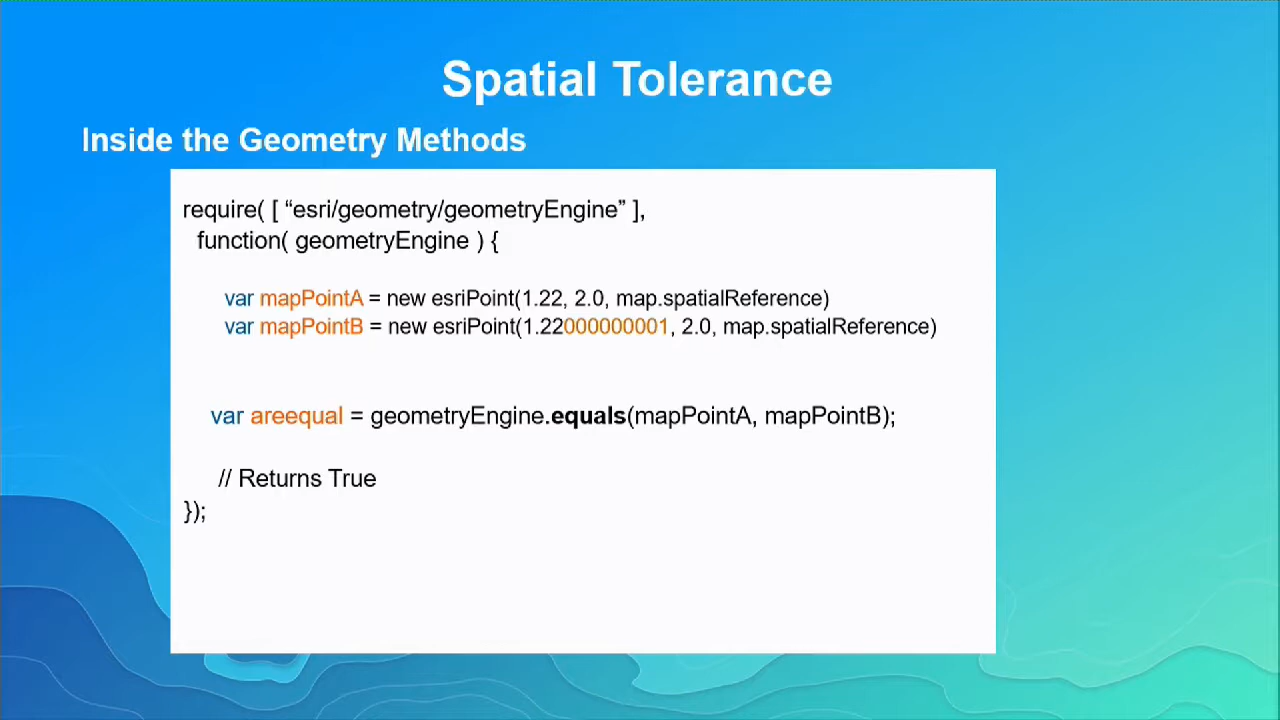 Spatial Tolerance
Inside the Geometry Methods
require( [ “esri/geometry/geometryEngine” ],
function( geometryEngine ) {
var mapPointA = new esriPoint(1.22, 2.0, map.spatialReference)
var mapPointB = new esriPoint(1.22000000001, 2.0, map.spatialReference)
var areequal = geometryEngine.equals(mapPointA, mapPointB);
// Returns True
});